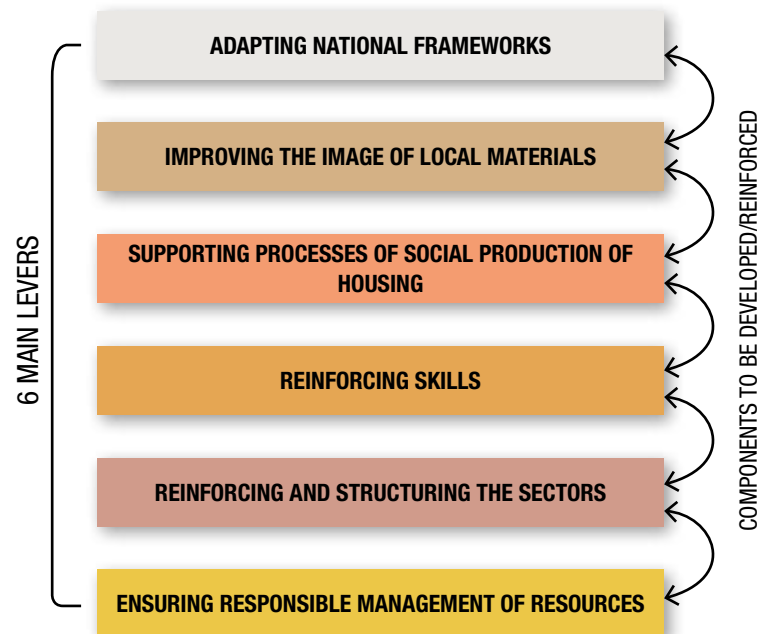 ADAPTING NATIONAL FRAMEWORKS
IMPROVING THE IMAGE OF LOCAL MATERIALS
SUPPORTING PROCESSES OF SOCIAL PRODUCTION OF
HOUSING
REINFORCING SKILLS
REINFORCING AND STRUCTURING THE SECTORS
ENSURING RESPONSIBLE MANAGEMENT OF RESOURCES
6 MAIN LEVERS
COMPONENTS TO BE DEVELOPED/REINFORCED